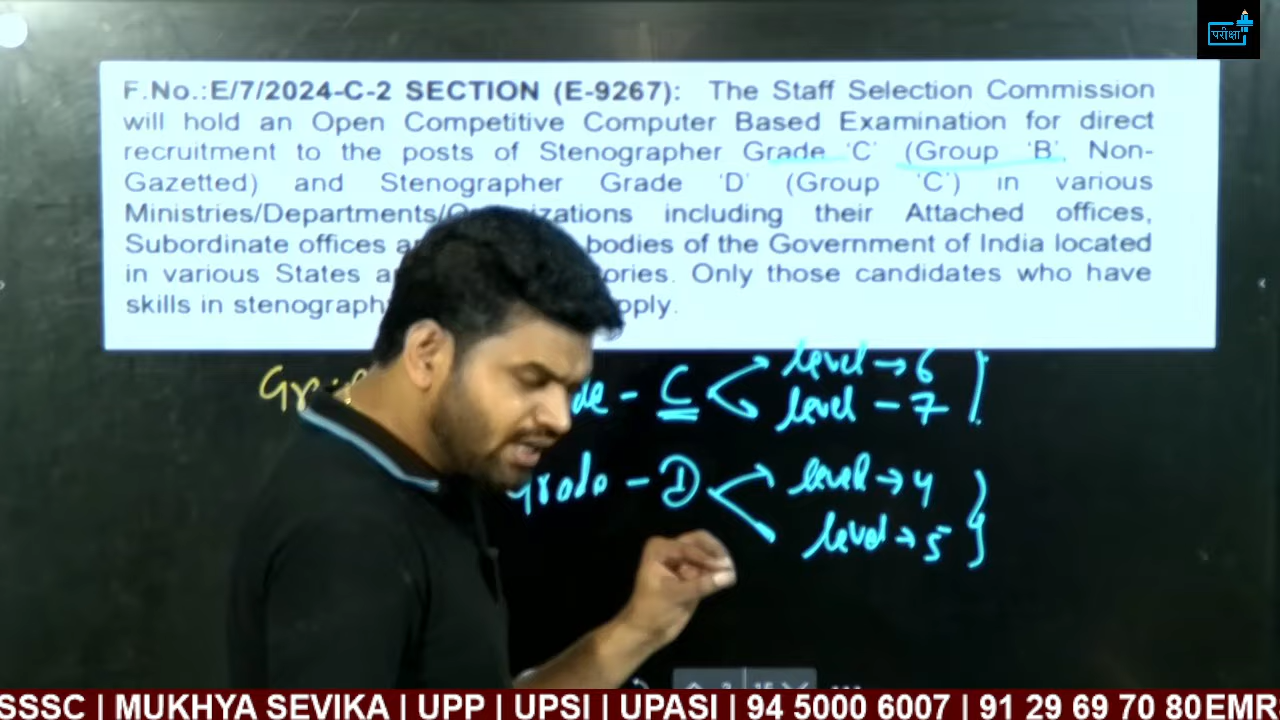 परीक्षा
F.No.:E/7/2024-C-2 SECTION (E-9267): The Staff Selection Commission
will hold an Open Competitive Computer Based Examination for direct
recruitment to the posts of Stenographer Grade 'C' (Group 'B', Non-
Gazetted) and Stenographer Grade 'D' (Group 'C') in various
Ministries/Departments/ including their Attached offices,
Subordinate offices bodies of the Government of India located
in various States Only those candidates who have
skills in
level → 6
C
level - 7
Grade - D level → 4
level → 5
SSSC | MUKHYA SEVIKA | UPP | UPSI | UPASI | 94 5000 6007 | 91 29 69 70 80 EMR